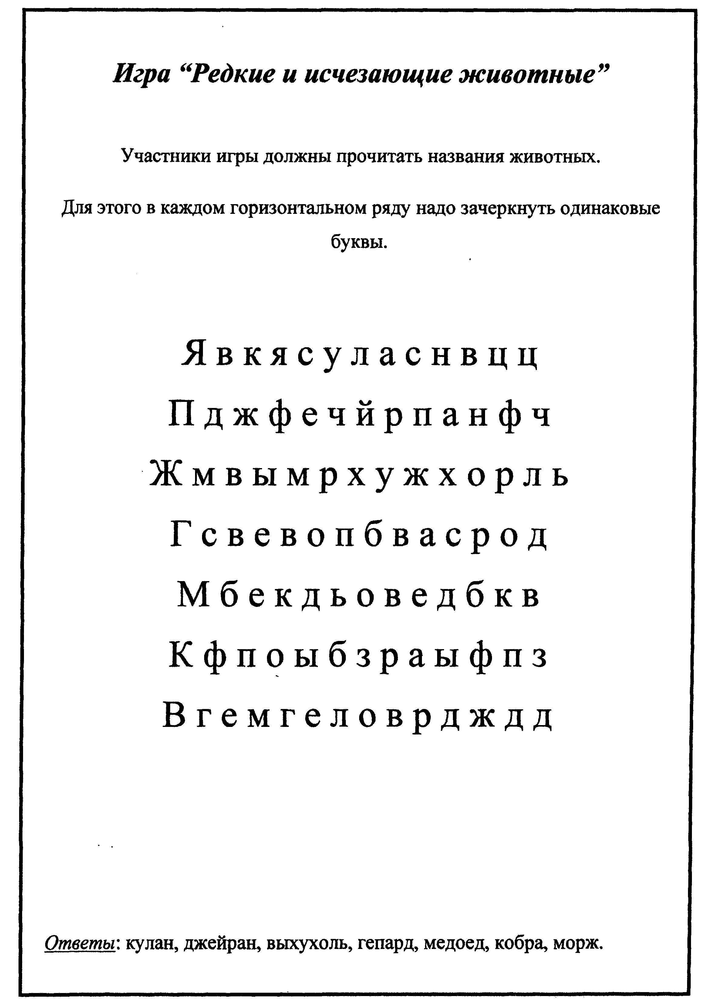 Игра “Редкие и исчезающие животные”
Участники игры должны прочитать названия животных.
Для этого в каждом горизонтальном ряду надо зачеркнуть одинаковые
буквы.
Я в к я с у л а с н в ц ц
П д ж ф е ч й р п а н ф ч
Ж м в ы м р х у ж х о р л ь
Г с в е в о п б в а с р о д
М б е к д ь о в е д б к в
К ф п о ы б з р а ы ф п з
В г е м г е л о в р д ж д д
Ответы: кулан, джейран, выхухоль, гепард, медоед, кобра, морж.